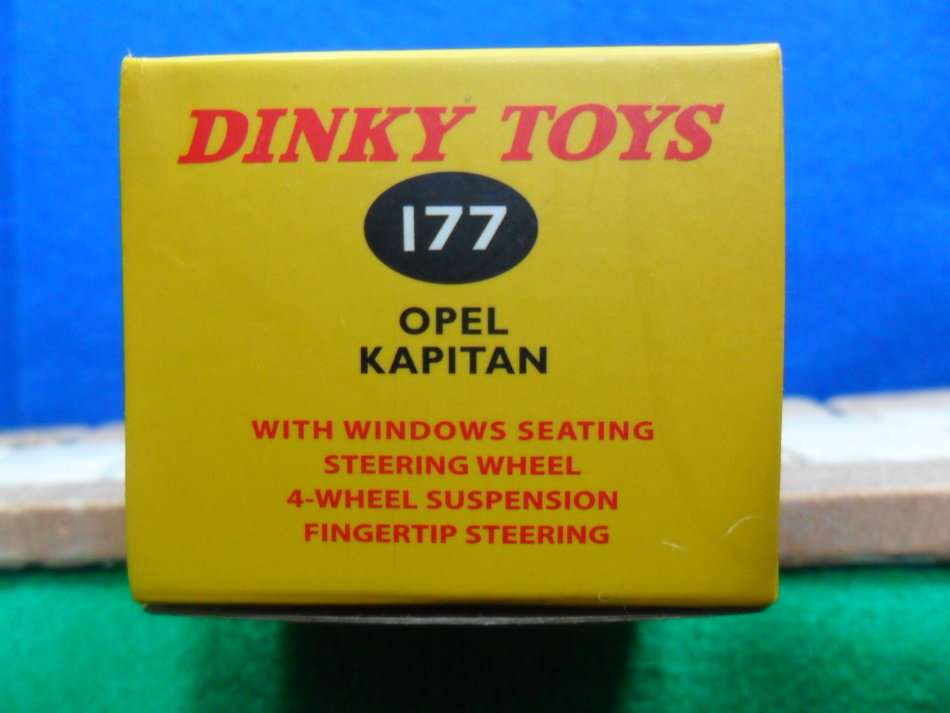 DINKY TOYS
177
OPEL
KAPITAN
WITH WINDOWS SEATING
STEERING WHEEL
4-WHEEL SUSPENSION
FINGERTIP STEERING